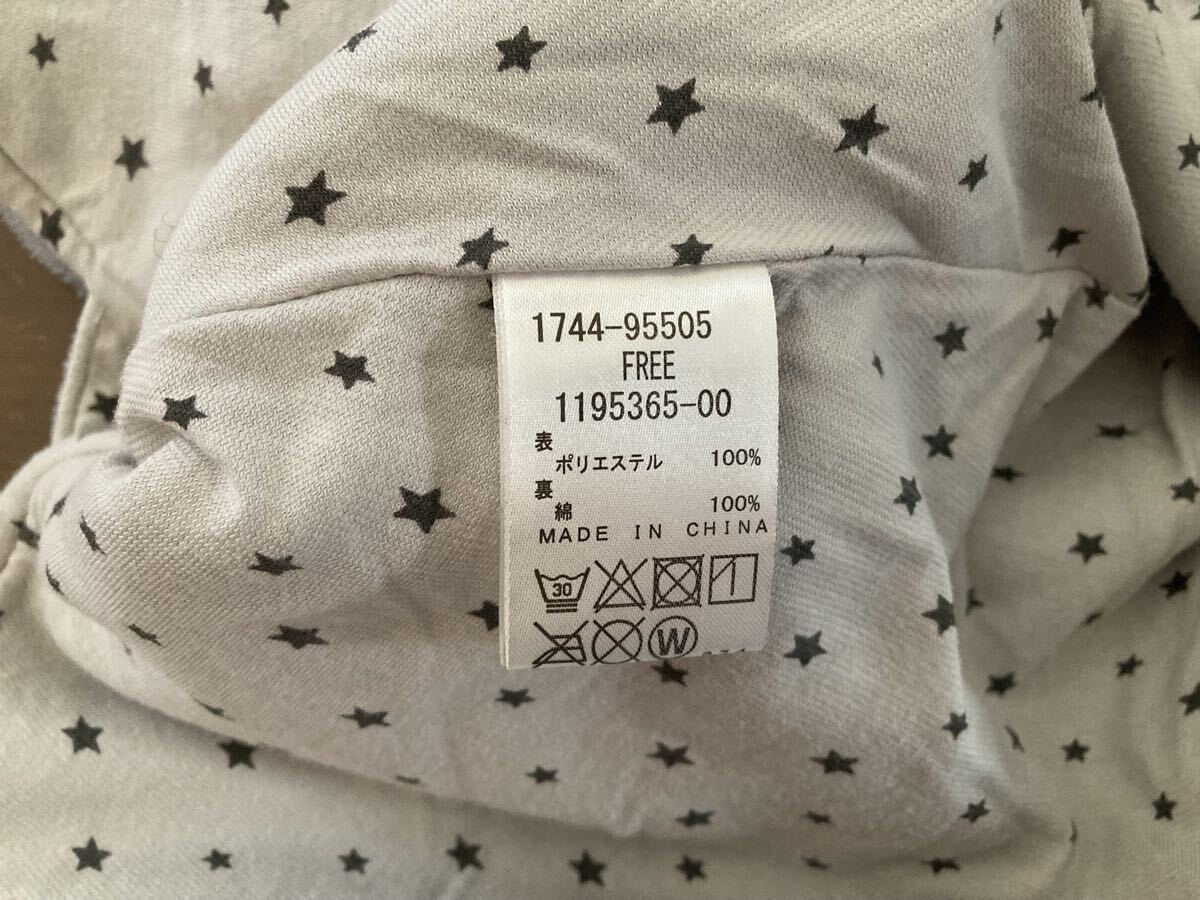 1744-95505
FREE
1195365-00
表
ポリエステル 100%
裏
綿 100%
MADE IN CHINA
30
W